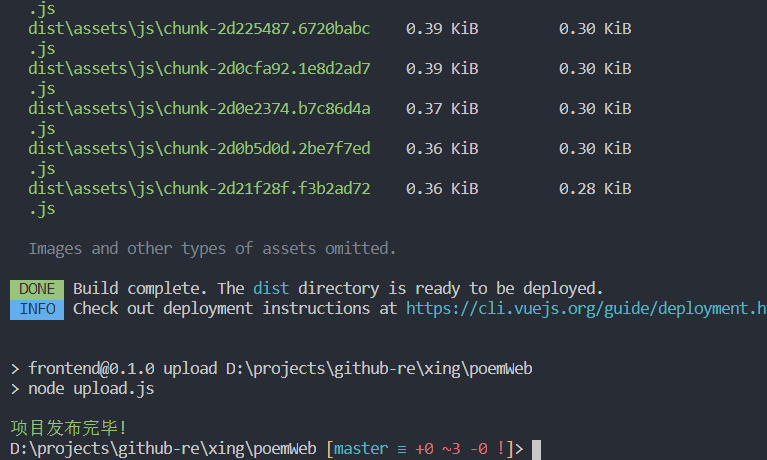 .js
dist\assets\js\chunk-2d225487.6720babc    0.39 KiB    0.30 KiB
.js
dist\assets\js\chunk-2d0cfa92.1e8d2ad7    0.39 KiB    0.30 KiB
.js
dist\assets\js\chunk-2d0e2374.b7c86d4a    0.37 KiB    0.30 KiB
.js
dist\assets\js\chunk-2d0b5d0d.2be7f7ed    0.36 KiB    0.30 KiB
.js
dist\assets\js\chunk-2d21f28f.f3b2ad72    0.36 KiB    0.28 KiB
.js
Images and other types of assets omitted.
DONE Build complete. The dist directory is ready to be deployed.
INFO Check out deployment instructions at https://cli.vuejs.org/guide/deployment.h
> frontend@0.1.0 upload D:\projects\github-re\xing\poemWeb
> node upload.js
项目发布完毕!
D:\projects\github-re\xing\poemWeb [master ≡ +0 ~3 -0 !]>